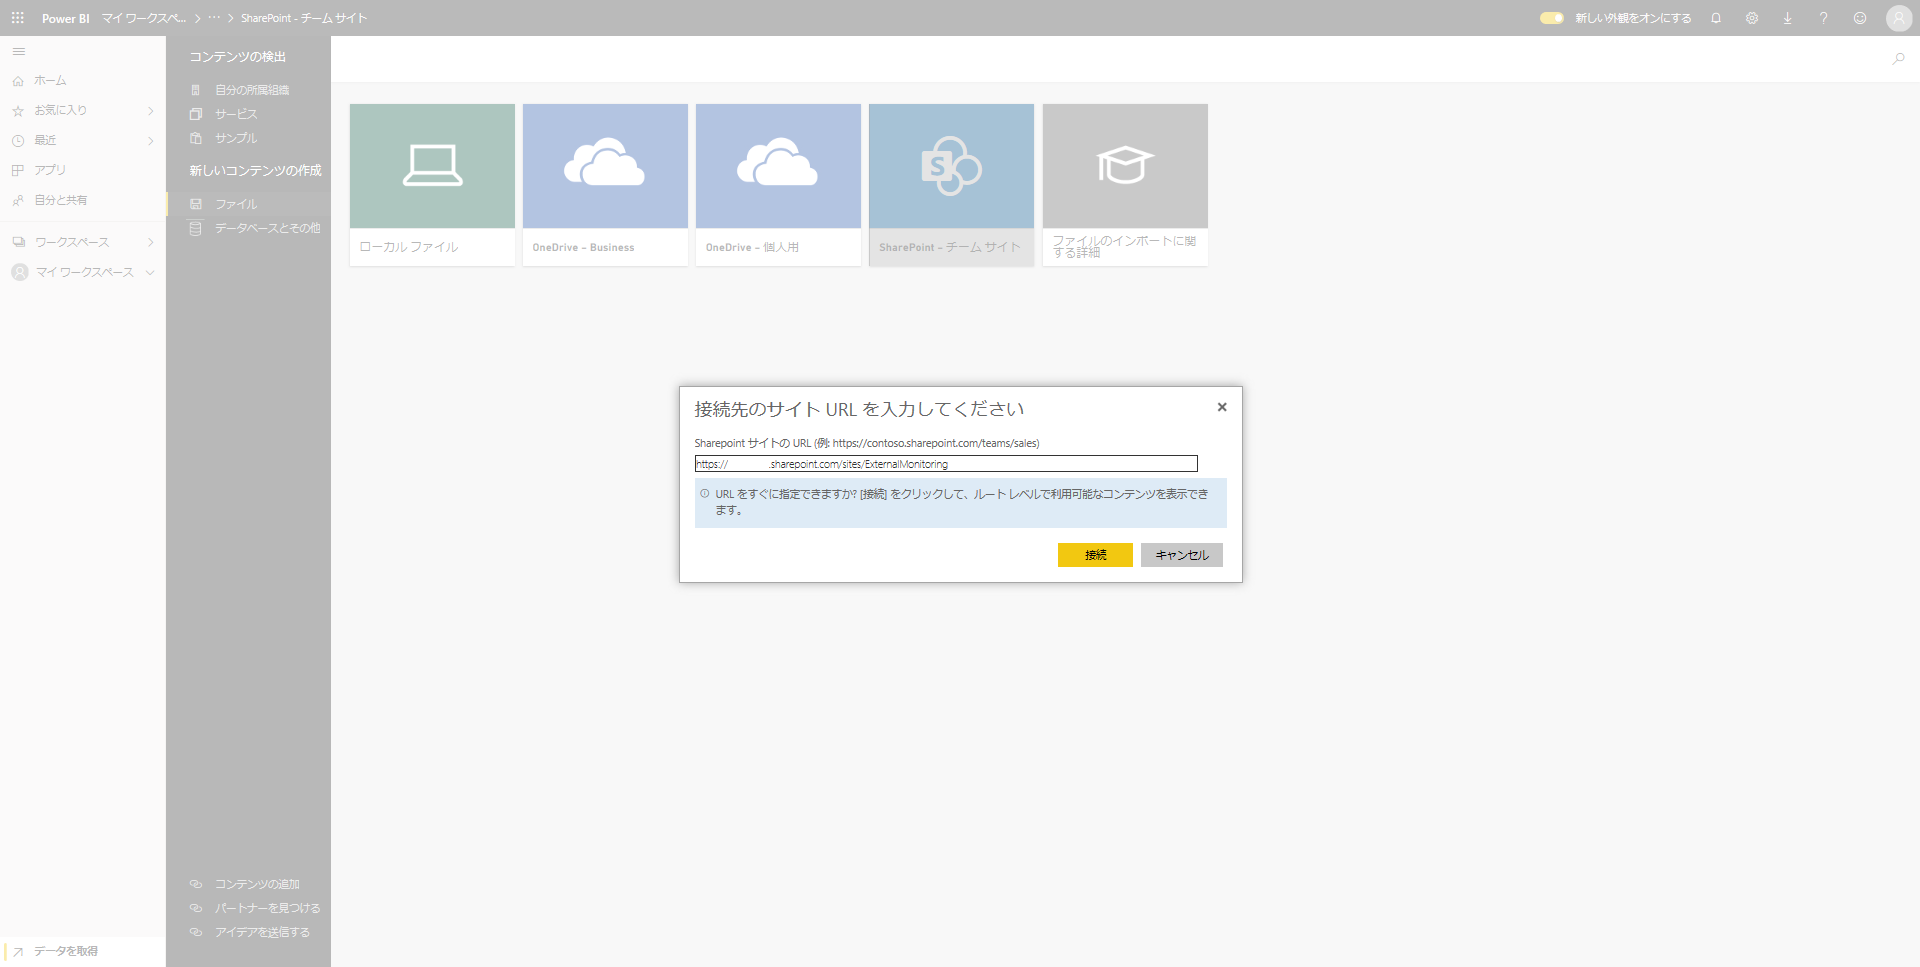 Power BI マイ ワークスペ... ... SharePoint - チーム サイト
新しい外観をオンにする
ホーム
お気に入り
最近
アプリ
自分と共有
ワークスペース
マイ ワークスペース
データを取得
コンテンツの検出
自分の所属組織
サービス
サンプル
新しいコンテンツの作成
ファイル
データベースとその他
コンテンツの追加
パートナーを見つける
アイデアを送信する
ローカル ファイル
OneDrive – Business
OneDrive – 個人用
SharePoint – チーム サイト
ファイルのインポートに関
する詳細
接続先のサイト URL を入力してください
Sharepoint サイトの URL (例: https://contoso.sharepoint.com/teams/sales)
https:// .sharepoint.com/sites/ExternalMonitoring
URL をすぐに指定できますか? [接続] をクリックして、ルート レベルで利用可能なコンテンツを表示でき
ます。
接続
キャンセル